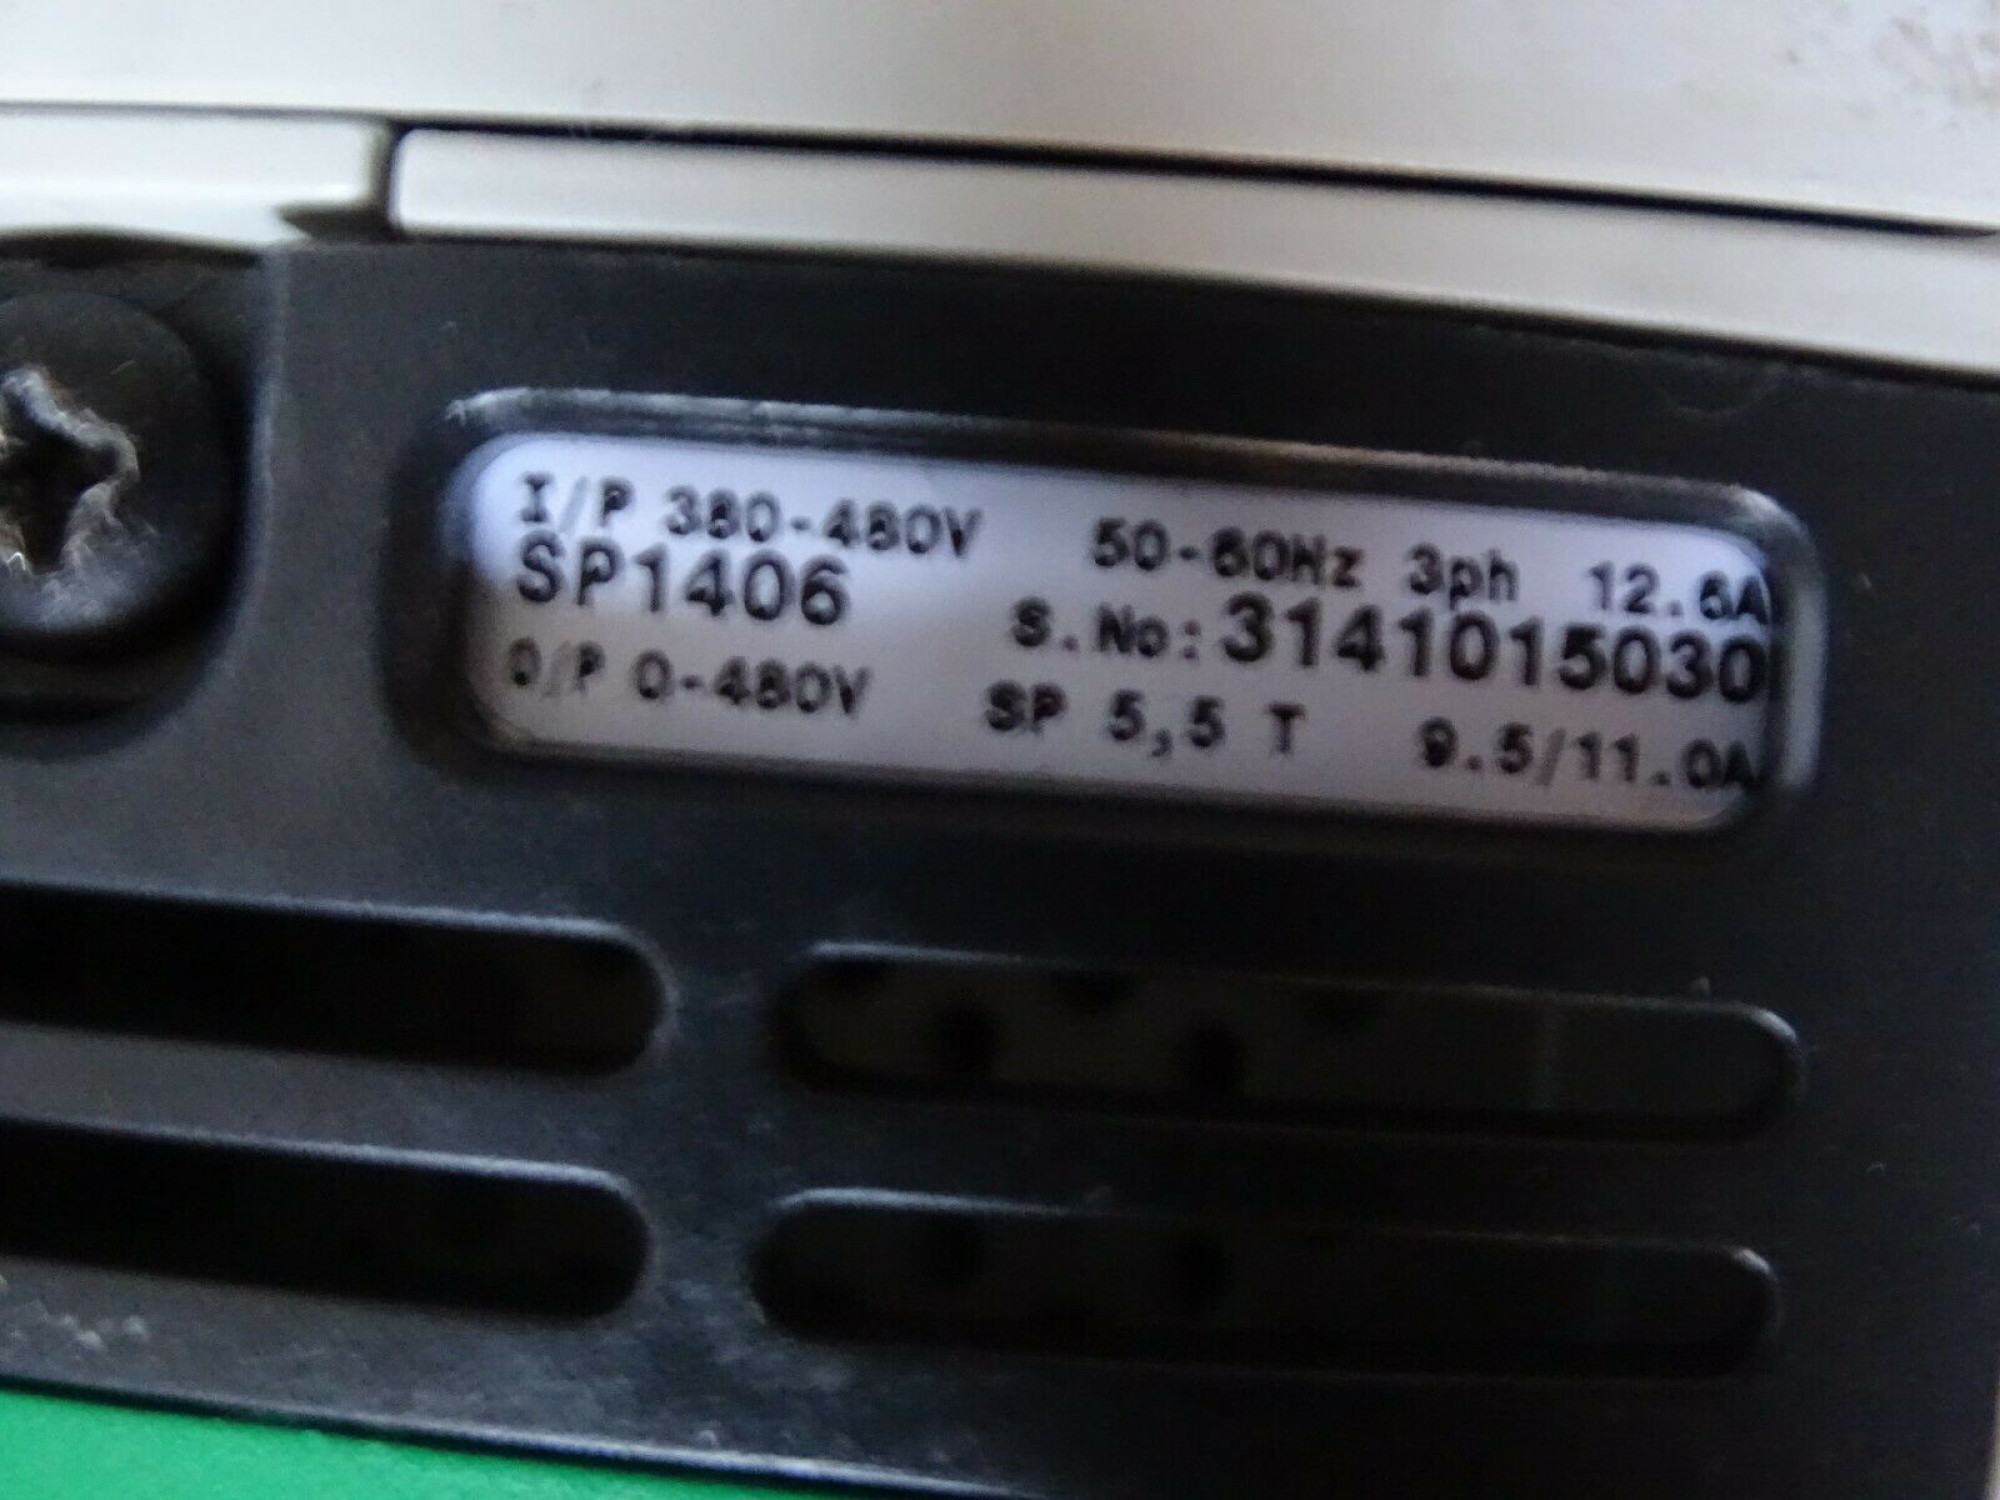 I/P 380-480V 50-60Hz 3ph 12.6A
SP1406 S.No:3141015030
O/P 0-480V SP 5,5 T 9.5/11.0A